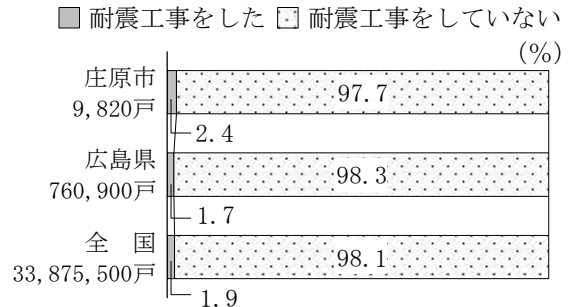 耐震工事をした 耐震工事をしていない
(%)
庄原市
9,820戸
97.7
2.4
広島県
760,900戸
98.3
1.7
全 国
33,875,500戸
98.1
1.9